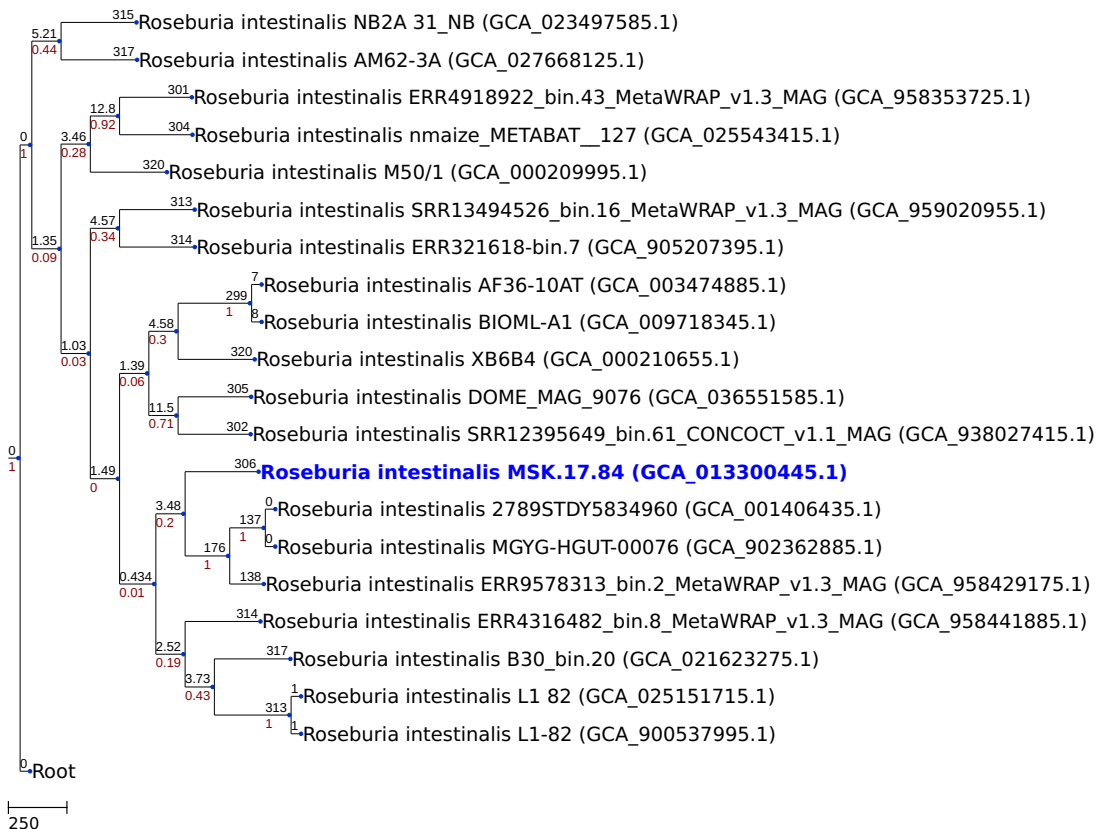 315 Roseburia intestinalis NB2A 31_NB (GCA_023497585.1)
5.21
0.44
317 Roseburia intestinalis AM62-3A (GCA_027668125.1)
301 Roseburia intestinalis ERR4918922_bin.43_MetaWRAP_v1.3_MAG (GCA_958353725.1)
12.8
0.92
304 Roseburia intestinalis nmaize_METABAT__127 (GCA_025543415.1)
0
3.46
1
0.28
320 Roseburia intestinalis M50/1 (GCA_000209995.1)
313 Roseburia intestinalis SRR13494526_bin.16_MetaWRAP_v1.3_MAG (GCA_959020955.1)
4.57
0.34
314 Roseburia intestinalis ERR321618-bin.7 (GCA_905207395.1)
1.35
0.09
7 Roseburia intestinalis AF36-10AT (GCA_003474885.1)
299
1
8 Roseburia intestinalis BIOML-A1 (GCA_009718345.1)
4.58
0.3
320 Roseburia intestinalis XB6B4 (GCA_000210655.1)
1.03
0.03
1.39
0.06
305 Roseburia intestinalis DOME_MAG_9076 (GCA_036551585.1)
11.5
0.71
302 Roseburia intestinalis SRR12395649_bin.61_CONCOCT_v1.1_MAG (GCA_938027415.1)
0
1
1.49
0
306 Roseburia intestinalis MSK.17.84 (GCA_013300445.1)
3.48
0.2
0 Roseburia intestinalis 2789STDY5834960 (GCA_001406435.1)
137
1
0 Roseburia intestinalis MGYG-HGUT-00076 (GCA_902362885.1)
176
1
138 Roseburia intestinalis ERR9578313_bin.2_MetaWRAP_v1.3_MAG (GCA_958429175.1)
0.434
0.01
314 Roseburia intestinalis ERR4316482_bin.8_MetaWRAP_v1.3_MAG (GCA_958441885.1)
2.52
0.19
317 Roseburia intestinalis B30_bin.20 (GCA_021623275.1)
3.73
0.43
1 Roseburia intestinalis L1 82 (GCA_025151715.1)
313
1
1 Roseburia intestinalis L1-82 (GCA_900537995.1)
0 Root
250